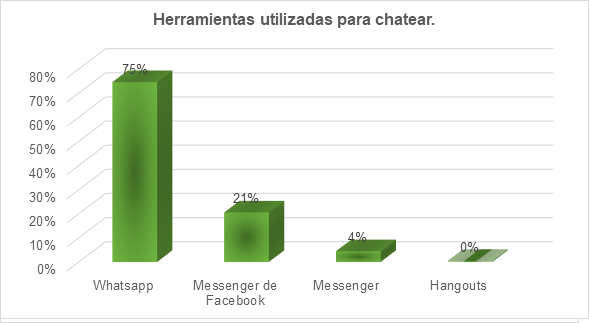 Herramientas utilizadas para chatear.
80%
70%
60%
50%
40%
30%
20%
10%
0%
75%
21%
4%
0%
Whatsapp
Messenger de
Facebook
Messenger
Hangouts